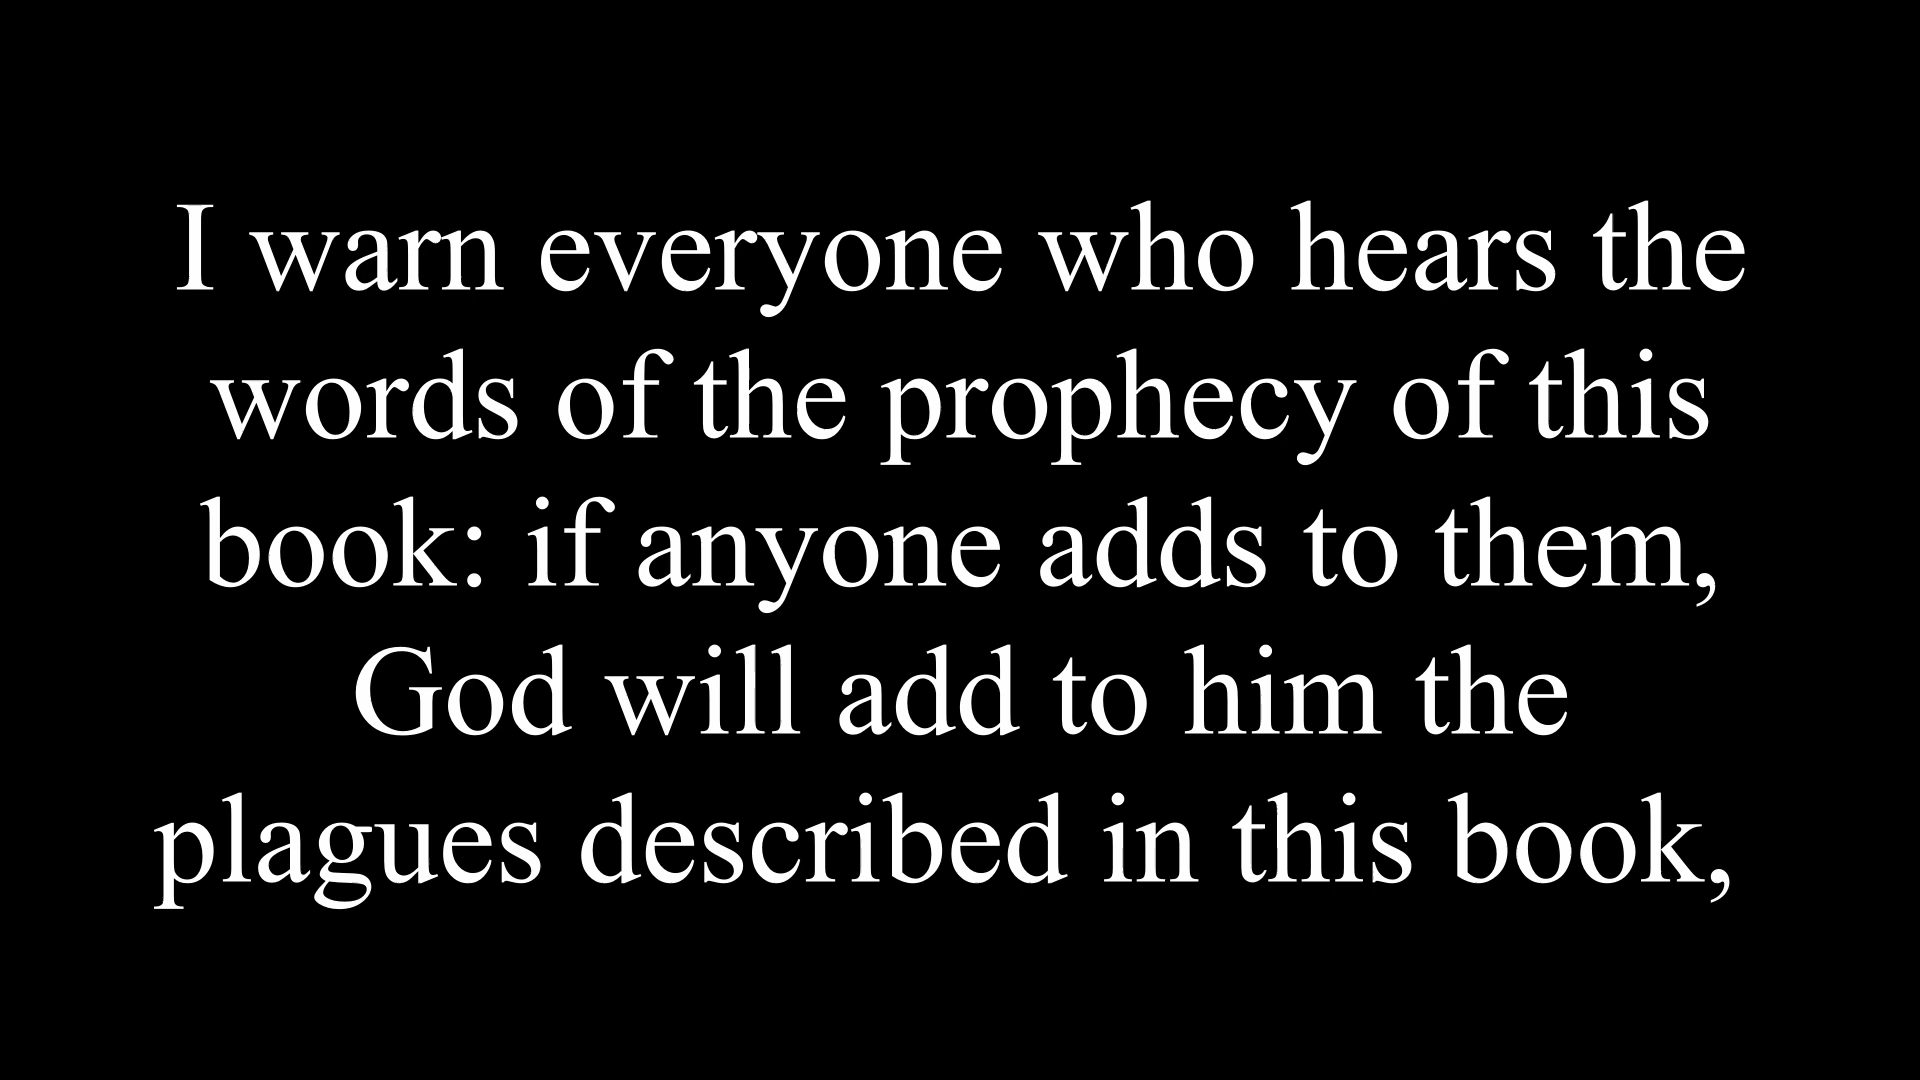 I warn everyone who hears the
words of the prophecy of this
book: if anyone adds to them,
God will add to him the
plagues described in this book,